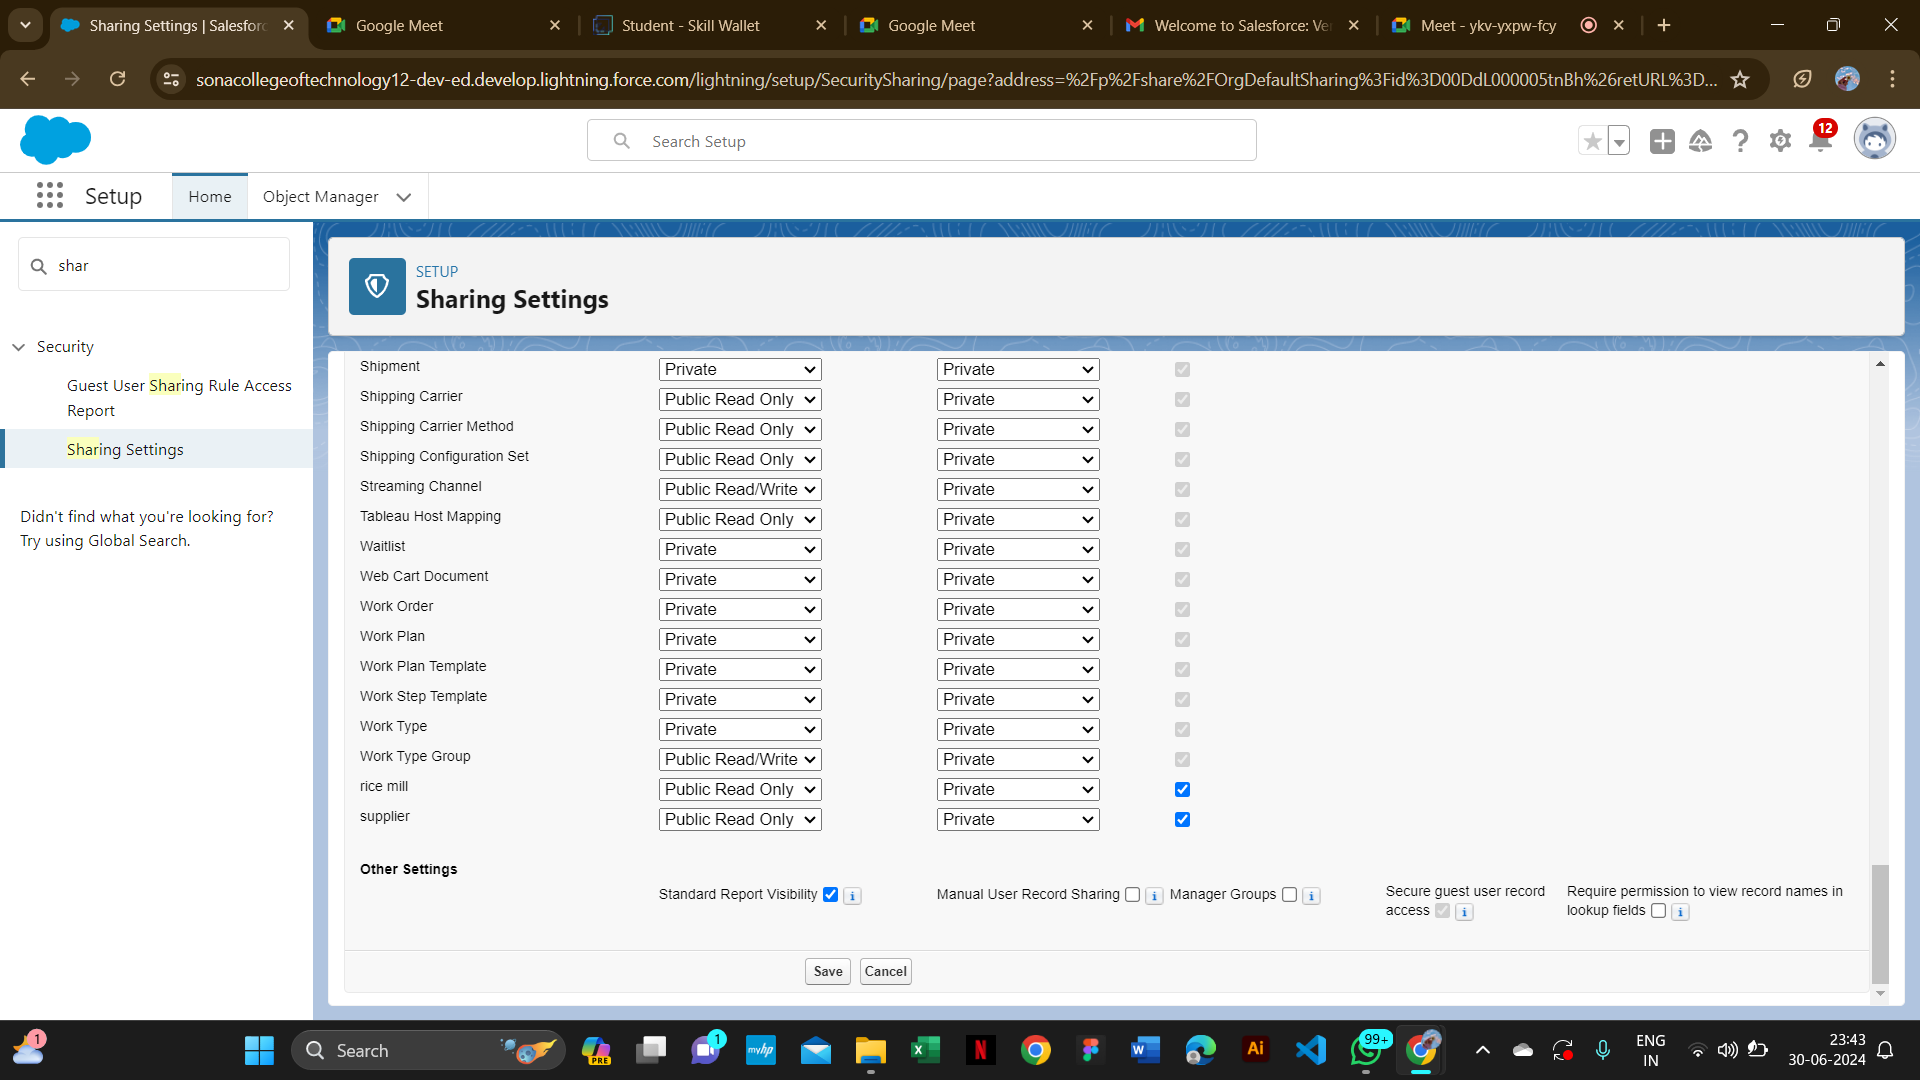 Sharing Settings | Salesforc
Google Meet
Student - Skill Wallet
Google Meet
Welcome to Salesforce: Ver
Meet - ykv-yxpw-fcy
sonacollegeoftechnology12-dev-ed.develop.lightning.force.com/lightning/setup/SecuritySharing/page?address=%2Fp%2Fshare%2FOrgDefaultSharing%3Fid%3D00DdL000005tnBh%26retURL%3D...
Search Setup
12
Setup
Home
Object Manager
shar
Security
Guest User Sharing Rule Access
Report
Sharing Settings
Didn't find what you're looking for?
Try using Global Search.
SETUP
Sharing Settings
Shipment Private Private
Shipping Carrier Public Read Only Private
Shipping Carrier Method Public Read Only Private
Shipping Configuration Set Public Read Only Private
Streaming Channel Public Read/Write Private
Tableau Host Mapping Public Read Only Private
Waitlist Private Private
Web Cart Document Private Private
Work Order Private Private
Work Plan Private Private
Work Plan Template Private Private
Work Step Template Private Private
Work Type Private Private
Work Type Group Public Read/Write Private
rice mill Public Read Only Private
supplier Public Read Only Private
Other Settings
Standard Report Visibility
Manual User Record Sharing
Manager Groups
Secure guest user record
access
Require permission to view record names in
lookup fields
Save Cancel
1
Search
PRE
1
myhp
N
W
Ai
99+
ENG
IN
23:43
30-06-2024